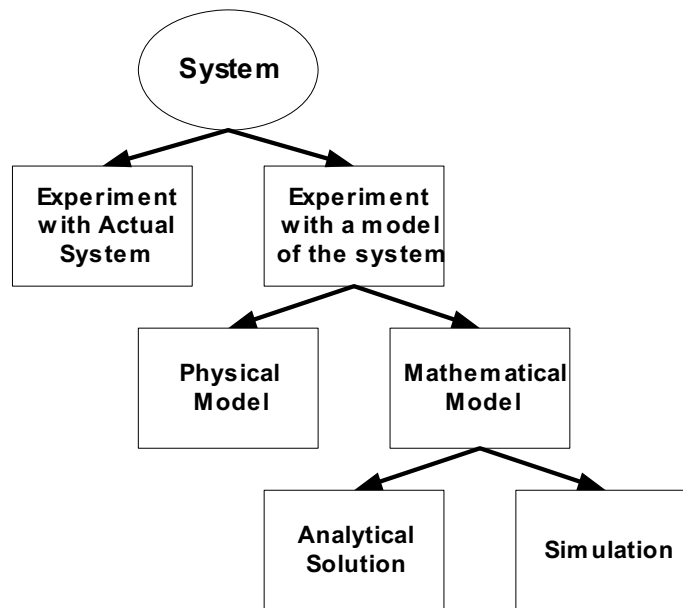 System
Experiment
with Actual
System
Experiment
with a model
of the system
Physical
Model
Mathematical
Model
Analytical
Solution
Simulation